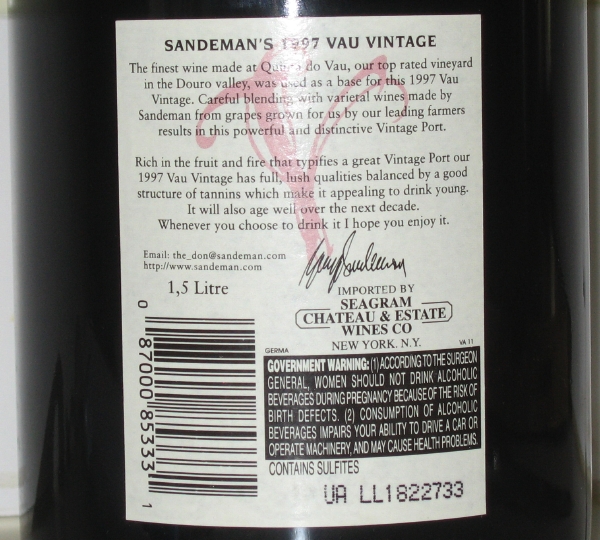 SANDEMAN'S 1997 VAU VINTAGE
The finest wine made at Quinta do Vau, our top rated vineyard
in the Douro valley, was used as a base for this 1997 Vau
Vintage. Careful blending with varietal wines made by
Sandeman from grapes grown for us by our leading farmers
results in this powerful and distinctive Vintage Port.
Rich in the fruit and fire that typifies a great Vintage Port our
1997 Vau Vintage has full, lush qualities balanced by a good
structure of tannins which make it appealing to drink young.
It will also age well over the next decade.
Whenever you choose to drink it I hope you enjoy it.
Email: the_don@sandeman.com
http://www.sandeman.com
1,5 Litre
George Sandeman
IMPORTED BY
SEAGRAM
CHATEAU & ESTATE
WINES CO
NEW YORK. N.Y.
GERMA
VA 11
GOVERNMENT WARNING: (1) ACCORDING TO THE SURGEON
GENERAL, WOMEN SHOULD NOT DRINK ALCOHOLIC
BEVERAGES DURING PREGNANCY BECAUSE OF THE RISK OF
BIRTH DEFECTS. (2) CONSUMPTION OF ALCOHOLIC
BEVERAGES IMPAIRS YOUR ABILITY TO DRIVE A CAR OR
OPERATE MACHINERY, AND MAY CAUSE HEALTH PROBLEMS.
CONTAINS SULFITES
0 87000 85333 1
UA LL1822733